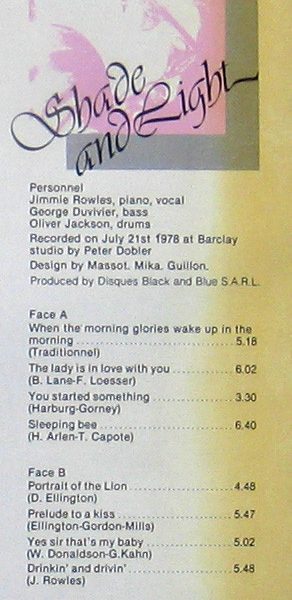 Shade
and Light
Personnel
Jimmie Rowles, piano, vocal
George Duvivier, bass
Oliver Jackson, drums
Recorded on July 21st 1978 at Barclay
studio by Peter Dobler
Design by Massot. Mika. Guillon.
Produced by Disques Black and Blue S.A.R.L.
Face A
When the morning glories wake up in the
morning ........................ 5.18
(Traditionnel)
The lady is in love with you ............ 6.02
(B. Lane-F. Loesser)
You started something ................ 3.30
(Harburg-Gorney)
Sleeping bee ........................ 6.40
(H. Arlen-T. Capote)
Face B
Portrait of the Lion .................... 4.48
(D. Ellington)
Prelude to a kiss ...................... 5.47
(Ellington-Gordon-Mills)
Yes sir that's my baby ................ 5.02
(W. Donaldson-G.Kahn)
Drinkin' and drivin' .................... 5.48
(J. Rowles)